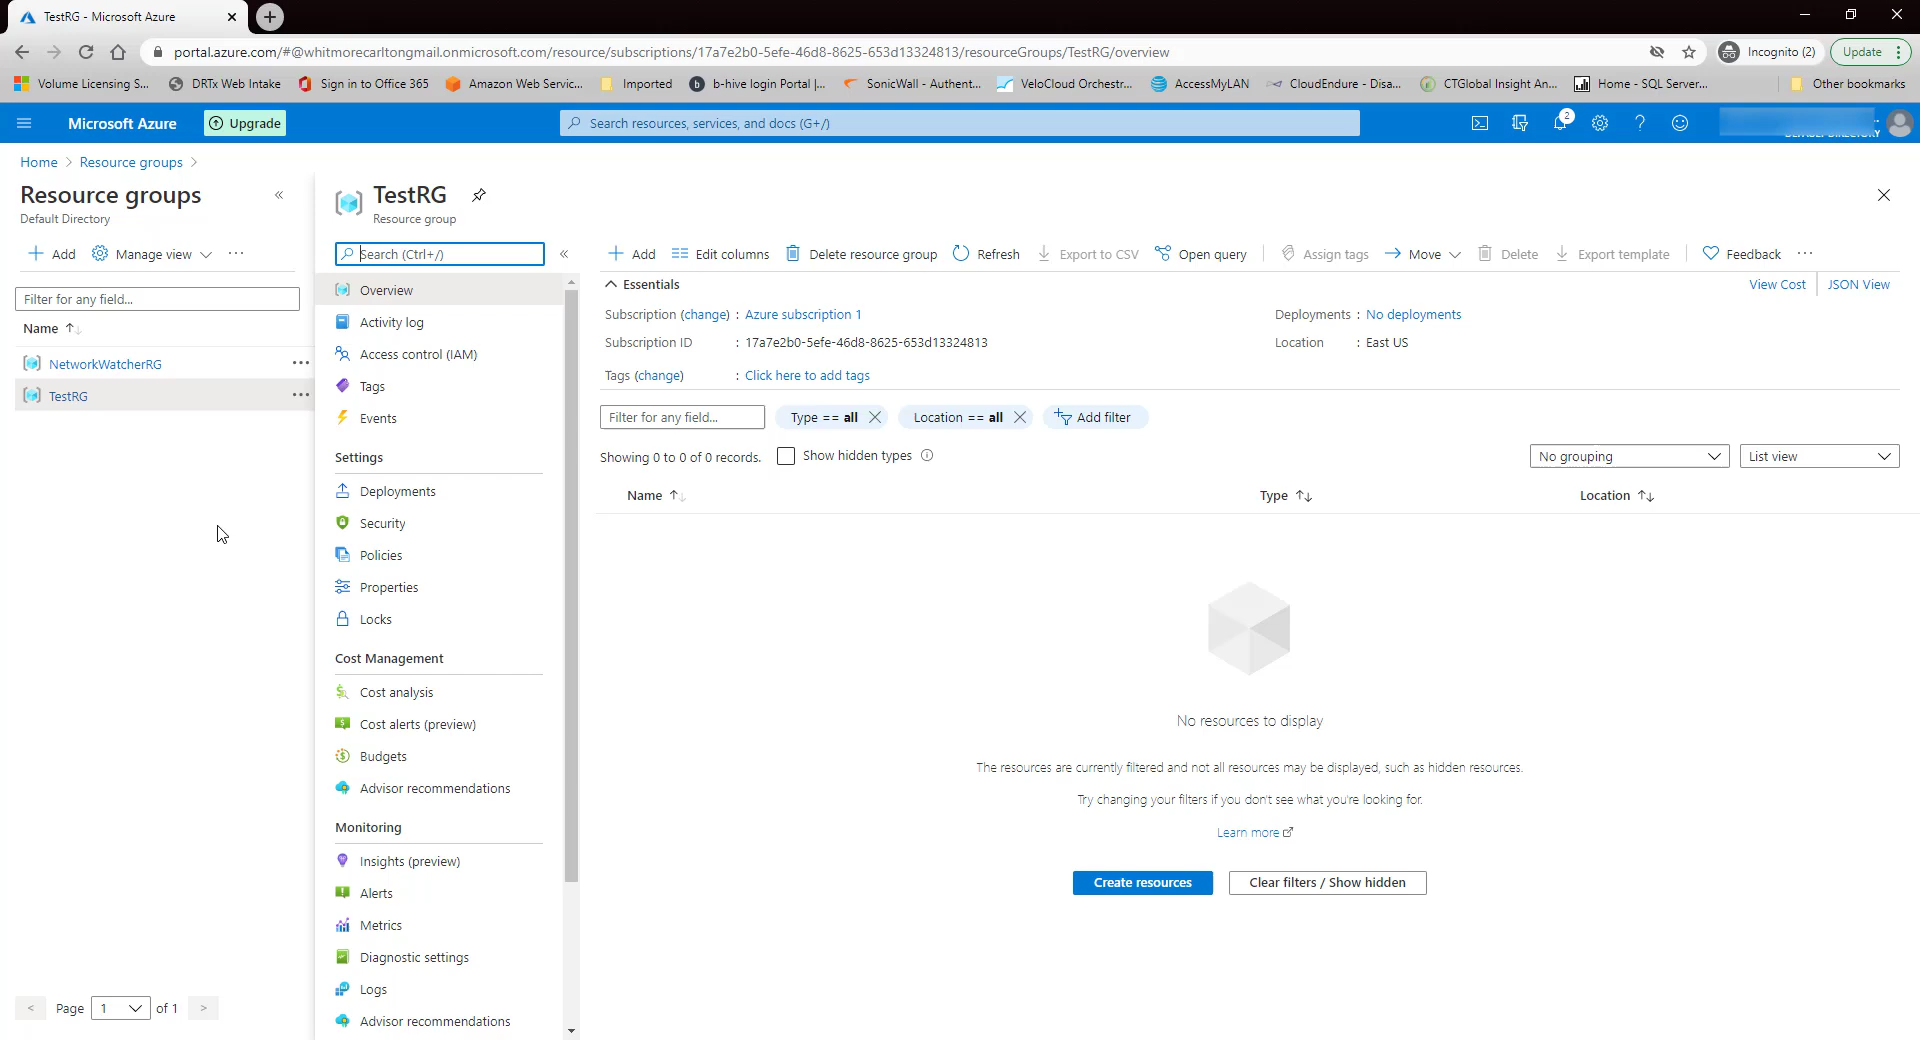 TestRG - Microsoft Azure
portal.azure.com/#@whitmorecarltongmail.onmicrosoft.com/resource/subscriptions/17a7e2b0-5efe-46d8-8625-653d13324813/resourceGroups/TestRG/overview
Incognito (2)
Update
Volume Licensing S...
DRTx Web Intake
Sign in to Office 365
Amazon Web Servic...
Imported
b-hive login Portal |...
SonicWall - Authent...
VeloCloud Orchestr...
AccessMyLAN
CloudEndure - Disa...
CTGlobal Insight An...
Home - SQL Server...
Other bookmarks
Microsoft Azure
Upgrade
Search resources, services, and docs (G+/)
2
DEFAULT DIRECTORY
Home > Resource groups >
Resource groups
Default Directory
Add
Manage view
...
Filter for any field...
Name
NetworkWatcherRG
TestRG
< Page 1 of 1 >
TestRG
Resource group
Search (Ctrl+/)
Overview
Activity log
Access control (IAM)
Tags
Events
Settings
Deployments
Security
Policies
Properties
Locks
Cost Management
Cost analysis
Cost alerts (preview)
Budgets
Advisor recommendations
Monitoring
Insights (preview)
Alerts
Metrics
Diagnostic settings
Logs
Advisor recommendations
Add
Edit columns
Delete resource group
Refresh
Export to CSV
Open query
Assign tags
Move
Delete
Export template
Feedback
...
Essentials
View Cost
JSON View
Subscription (change) : Azure subscription 1
Deployments : No deployments
Subscription ID : 17a7e2b0-5efe-46d8-8625-653d13324813
Location : East US
Tags (change) : Click here to add tags
Filter for any field...
Type == all
Location == all
Add filter
Showing 0 to 0 of 0 records.
Show hidden types
No grouping
List view
Name
Type
Location
No resources to display
The resources are currently filtered and not all resources may be displayed, such as hidden resources.
Try changing your filters if you don't see what you're looking for.
Learn more
Create resources
Clear filters / Show hidden